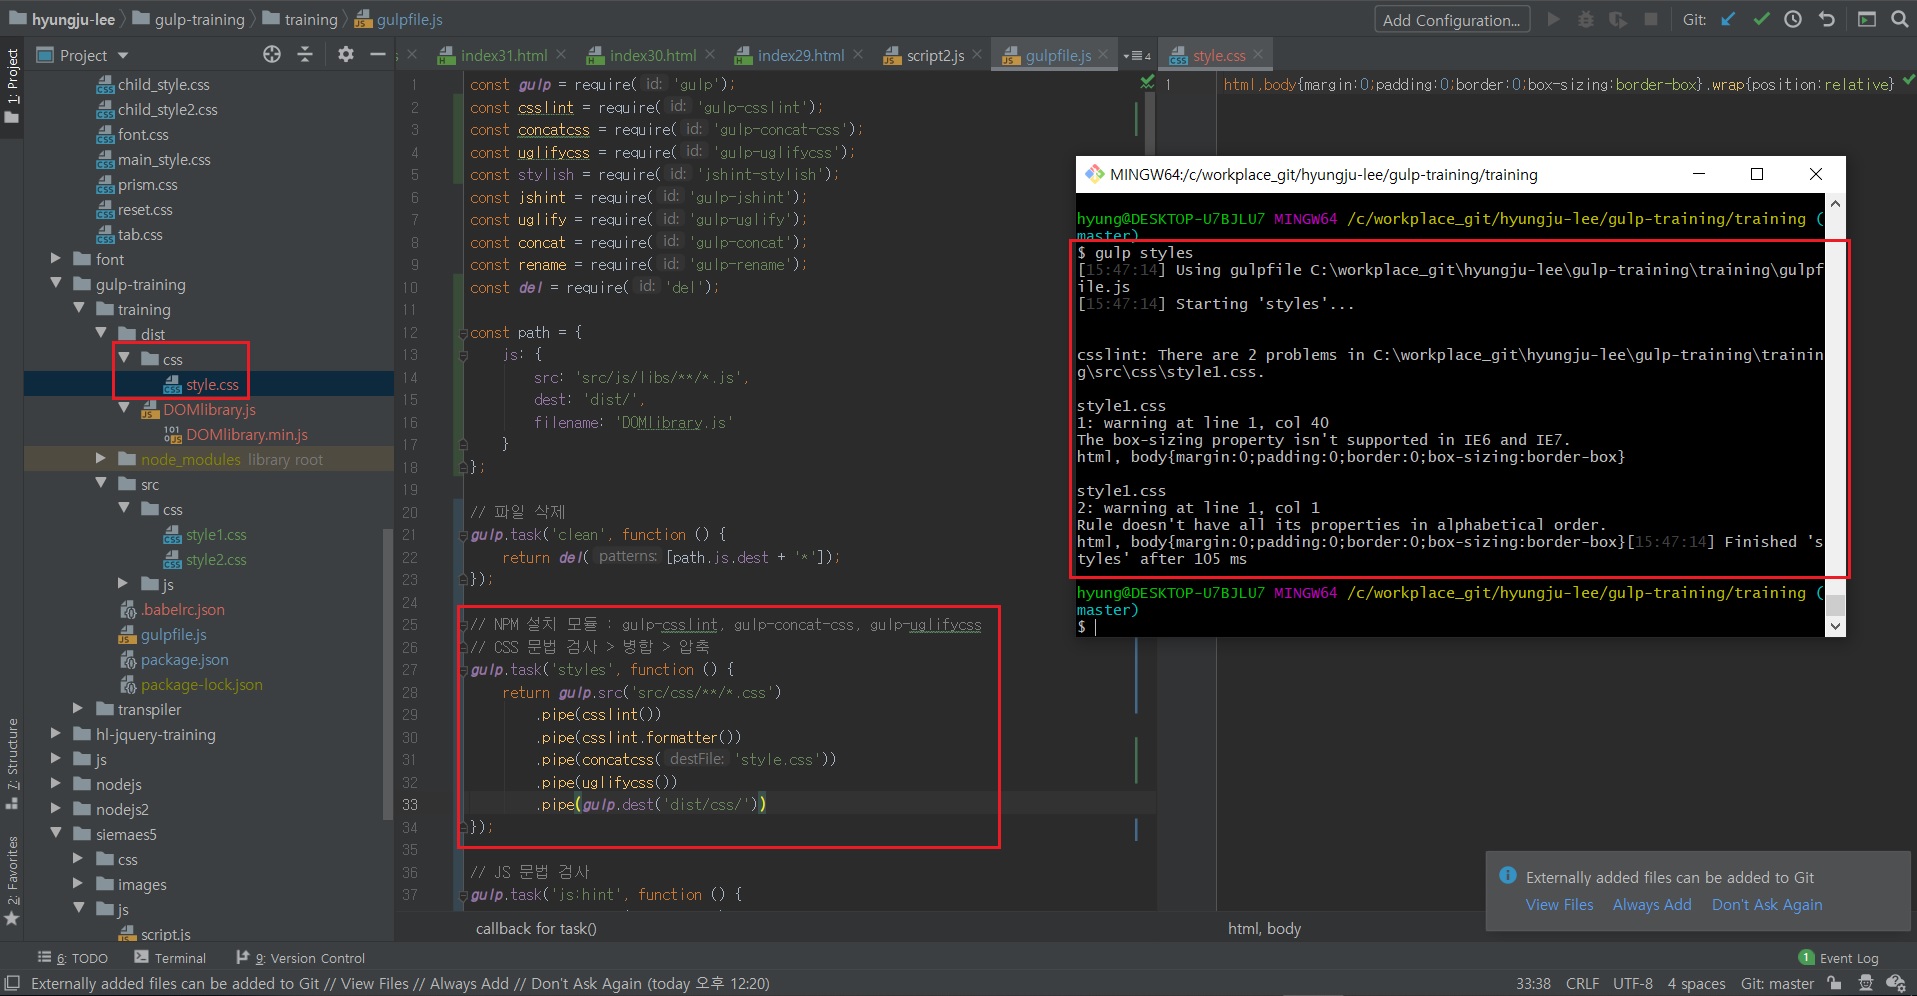 hyungju-lee gulp-training training gulpfile.js
Add Configuration... Git:
1: Project
7: Structure
2: Favorites
Project
index31.html index30.html index29.html script2.js gulpfile.js 4 style.css
child_style.css
child_style2.css
font.css
main_style.css
prism.css
reset.css
tab.css
font
gulp-training
training
dist
css
style.css
DOMlibrary.js
DOMlibrary.min.js
node_modules library root
src
css
style1.css
style2.css
js
.babelrc.json
gulpfile.js
package.json
package-lock.json
transpiler
hl-jquery-training
js
nodejs
nodejs2
siemaes5
css
images
js
script.js
1 const gulp = require( id: 'gulp');
2 const csslint = require( id: 'gulp-csslint');
3 const concatcss = require( id: 'gulp-concat-css');
4 const uglifycss = require( id: 'gulp-uglifycss');
5 const stylish = require( id: 'jshint-stylish');
6 const jshint = require( id: 'gulp-jshint');
7 const uglify = require( id: 'gulp-uglify');
8 const concat = require( id: 'gulp-concat');
9 const rename = require( id: 'gulp-rename');
10 const del = require( id: 'del');
11
12 const path = {
13 js: {
14 src: 'src/js/libs/**/*.js',
15 dest: 'dist/',
16 filename: 'DOMlibrary.js'
17 }
18 };
19
20 // 파일 삭제
21 gulp.task('clean', function () {
22 return del( patterns: [path.js.dest + '*']);
23 });
24
25 // NPM 설치 모듈 : gulp-csslint, gulp-concat-css, gulp-uglifycss
26 // CSS 문법 검사 > 병합 > 압축
27 gulp.task('styles', function () {
28 return gulp.src('src/css/**/*.css')
29 .pipe(csslint())
30 .pipe(csslint.formatter())
31 .pipe(concatcss( destFile: 'style.css'))
32 .pipe(uglifycss())
33 .pipe(gulp.dest('dist/css/'))
34 });
35
36 // JS 문법 검사
37 gulp.task('js:hint', function () {
callback for task()
1 html,body{margin:0;padding:0;border:0;box-sizing:border-box}.wrap{position:relative}
html, body
MINGW64:/c/workplace_git/hyungju-lee/gulp-training/training
hyung@DESKTOP-U7BJLU7 MINGW64 /c/workplace_git/hyungju-lee/gulp-training/training (
master)
$ gulp styles
[15:47:14] Using gulpfile C:\workplace_git\hyungju-lee\gulp-training\training\gulpf
ile.js
[15:47:14] Starting 'styles'...
csslint: There are 2 problems in C:\workplace_git\hyungju-lee\gulp-training\trainin
g\src\css\style1.css.
style1.css
1: warning at line 1, col 40
The box-sizing property isn't supported in IE6 and IE7.
html, body{margin:0;padding:0;border:0;box-sizing:border-box}
style1.css
2: warning at line 1, col 1
Rule doesn't have all its properties in alphabetical order.
html, body{margin:0;padding:0;border:0;box-sizing:border-box}[15:47:14] Finished 's
tyles' after 105 ms
hyung@DESKTOP-U7BJLU7 MINGW64 /c/workplace_git/hyungju-lee/gulp-training/training (
master)
$
Externally added files can be added to Git
View Files Always Add Don't Ask Again
6: TODO Terminal 9: Version Control 1 Event Log
Externally added files can be added to Git // View Files // Always Add // Don't Ask Again (today 오후 12:20) 33:38 CRLF UTF-8 4 spaces Git: master